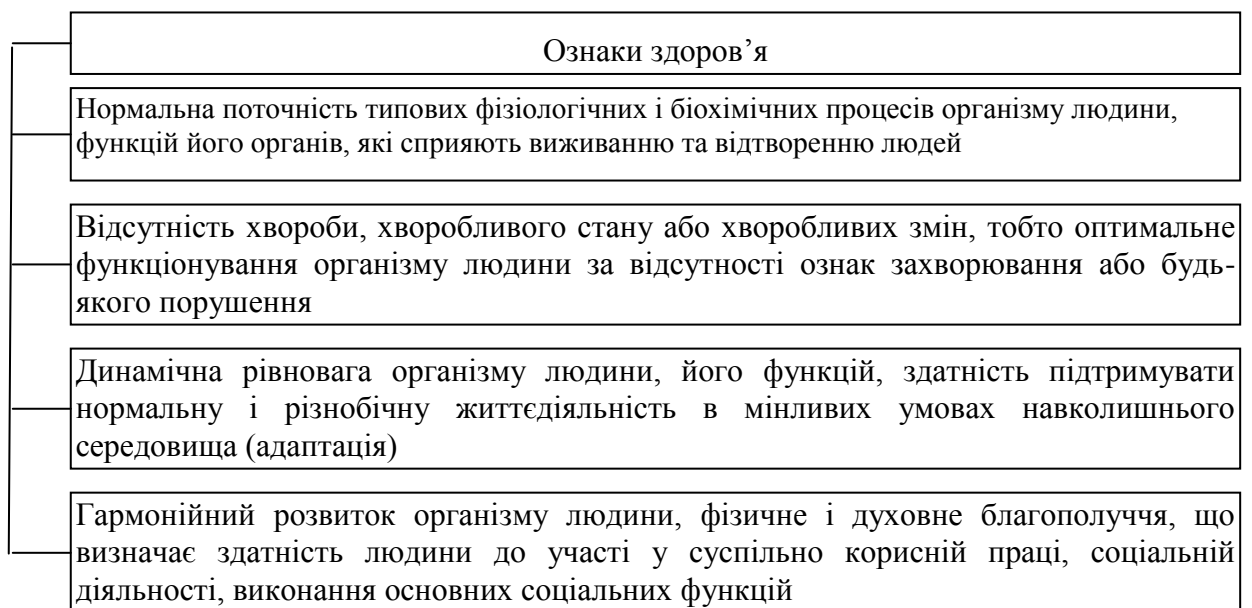 Ознаки здоров’я
Нормальна поточність типових фізіологічних і біохімічних процесів організму людини,
функцій його органів, які сприяють виживанню та відтворенню людей
Відсутність хвороби, хворобливого стану або хворобливих змін, тобто оптимальне
функціонування організму людини за відсутності ознак захворювання або будь-
якого порушення
Динамічна рівновага організму людини, його функцій, здатність підтримувати
нормальну і різнобічну життєдіяльність в мінливих умовах навколишнього
середовища (адаптація)
Гармонійний розвиток організму людини, фізичне і духовне благополуччя, що
визначає здатність людини до участі у суспільно корисній праці, соціальній
діяльності, виконання основних соціальних функцій